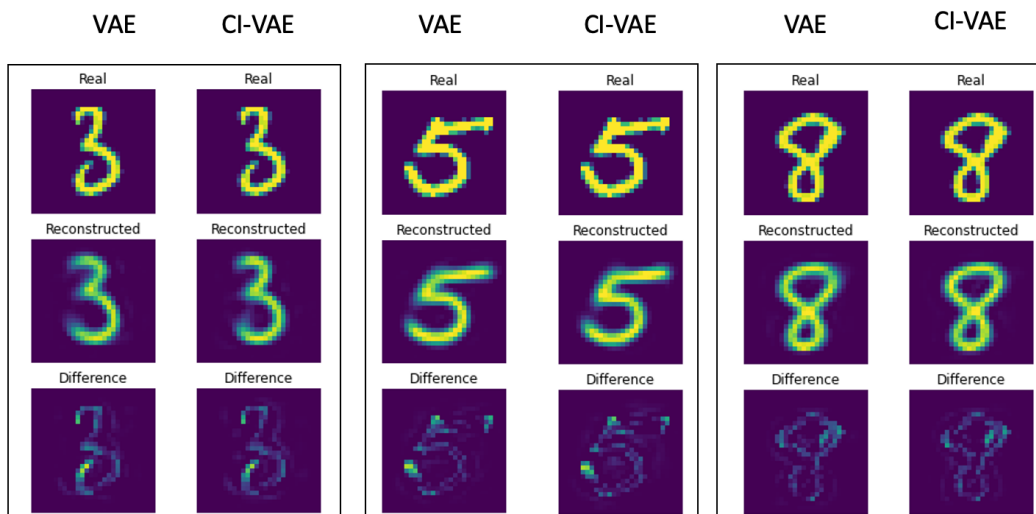 VAE CI-VAE VAE CI-VAE VAE CI-VAE
Real Real Real Real Real Real
Reconstructed Reconstructed Reconstructed Reconstructed Reconstructed Reconstructed
Difference Difference Difference Difference Difference Difference